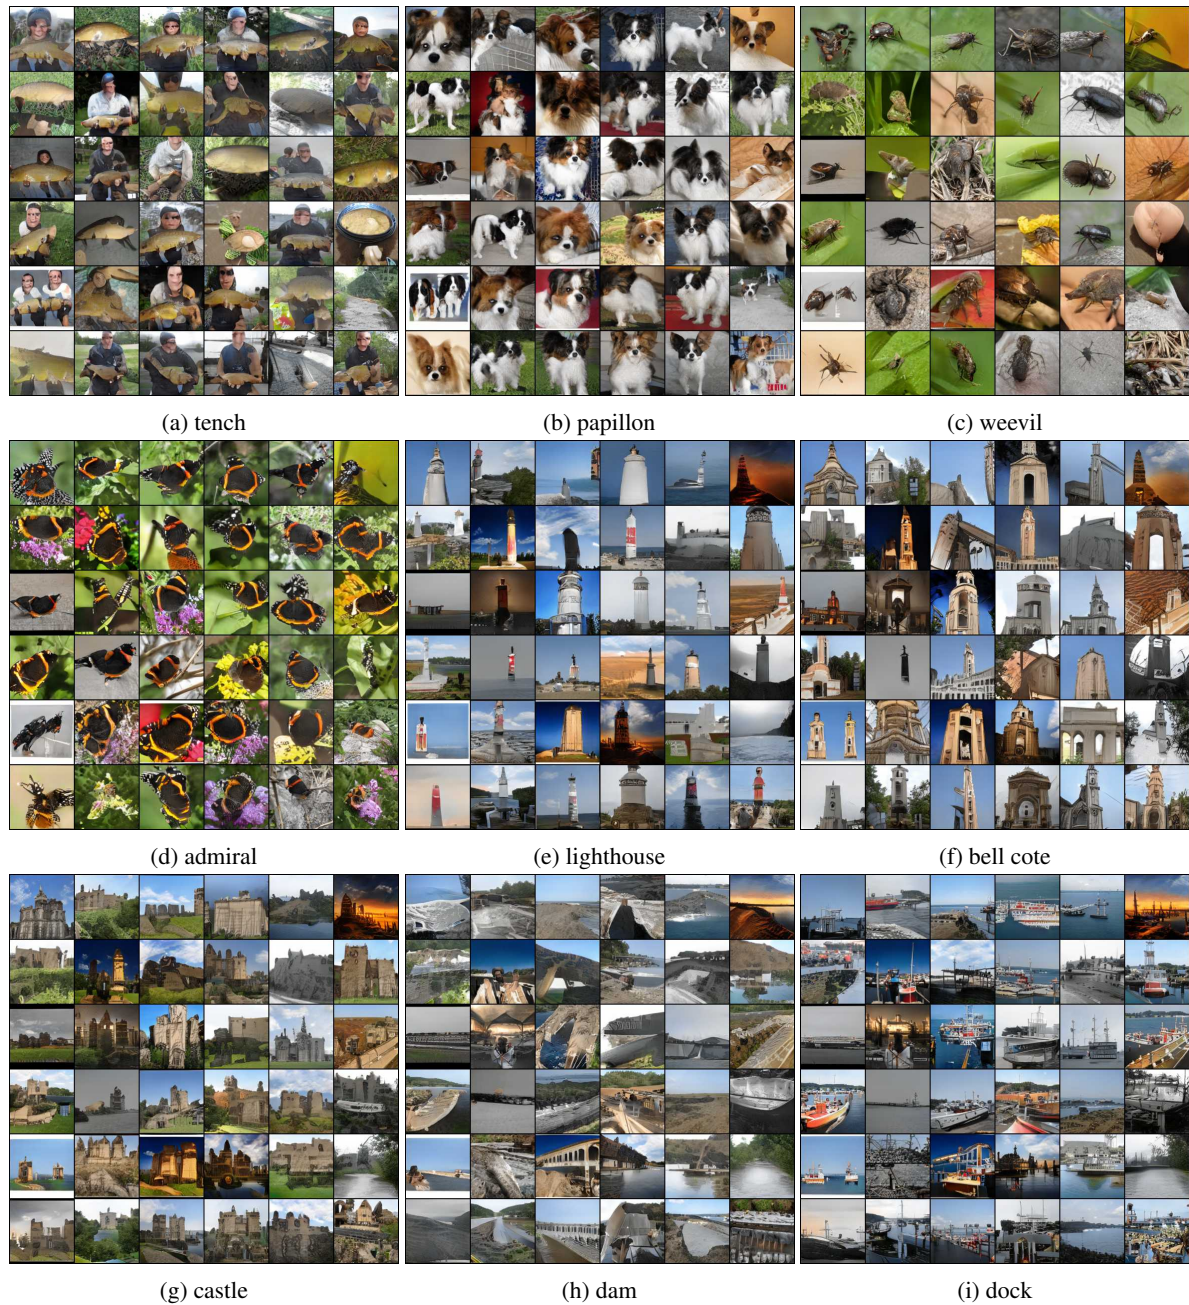 (a) tench
(b) papillon
(c) weevil
(d) admiral
(e) lighthouse
(f) bell cote
(g) castle
(h) dam
(i) dock